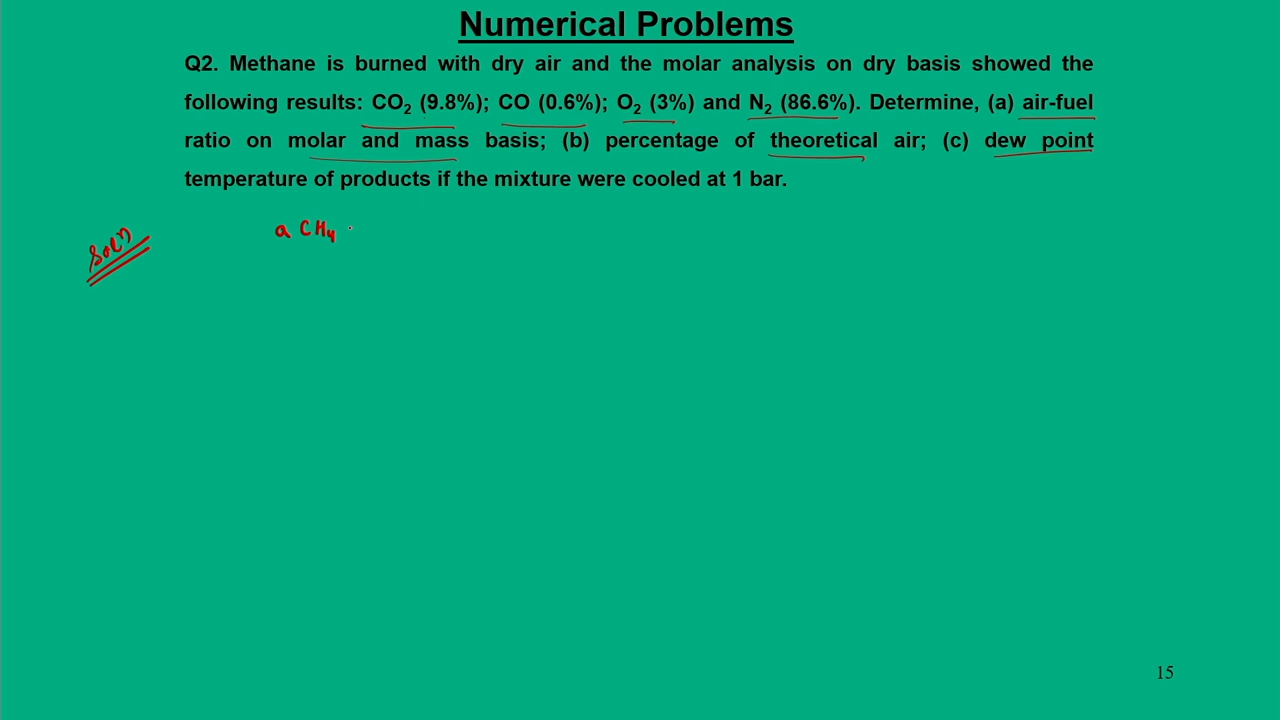 Numerical Problems
Q2. Methane is burned with dry air and the molar analysis on dry basis showed the
following results: CO₂ (9.8%); CO (0.6%); O₂ (3%) and N₂ (86.6%). Determine, (a) air-fuel
ratio on molar and mass basis; (b) percentage of theoretical air; (c) dew point
temperature of products if the mixture were cooled at 1 bar.
Solⁿ
a CH₄
15